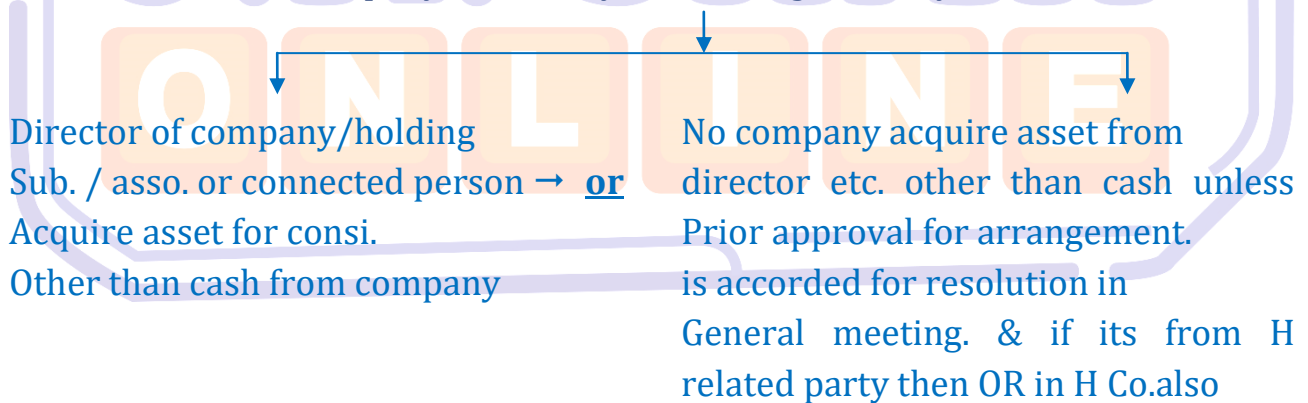 ONLINE
Director of company/holding
Sub. / asso. or connected person → or
Acquire asset for consi.
Other than cash from company
No company acquire asset from
director etc. other than cash unless
Prior approval for arrangement.
is accorded for resolution in
General meeting. & if its from H
related party then OR in H Co.also